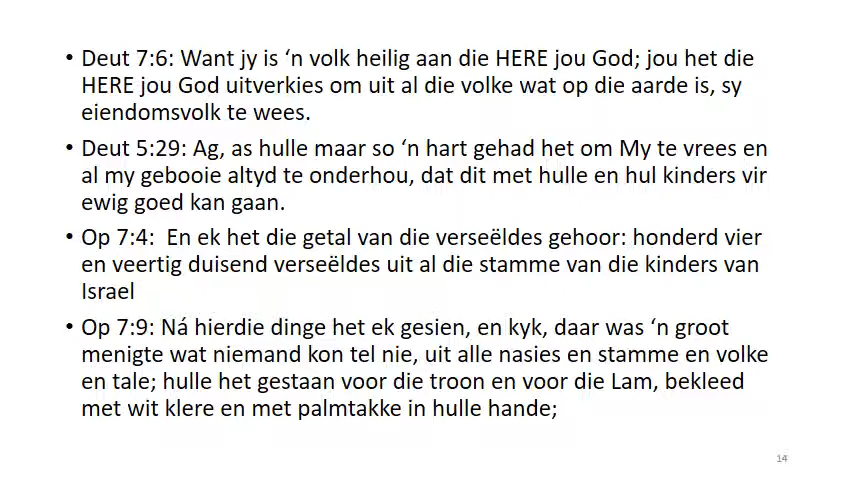 • Deut 7:6: Want jy is ‘n volk heilig aan die HERE jou God; jou het die
HERE jou God uitverkies om uit al die volke wat op die aarde is, sy
eiendomsvolk te wees.
• Deut 5:29: Ag, as hulle maar so ‘n hart gehad het om My te vrees en
al my gebooie altyd te onderhou, dat dit met hulle en hul kinders vir
ewig goed kan gaan.
• Op 7:4:  En ek het die getal van die verseëldes gehoor: honderd vier
en veertig duisend verseëldes uit al die stamme van die kinders van
Israel
• Op 7:9: Ná hierdie dinge het ek gesien, en kyk, daar was ‘n groot
menigte wat niemand kon tel nie, uit alle nasies en stamme en volke
en tale; hulle het gestaan voor die troon en voor die Lam, bekleed
met wit klere en met palmtakke in hulle hande;
14